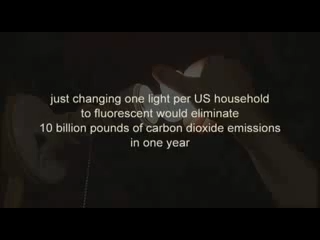 just changing one light per US household
to fluorescent would eliminate
10 billion pounds of carbon dioxide emissions
in one year